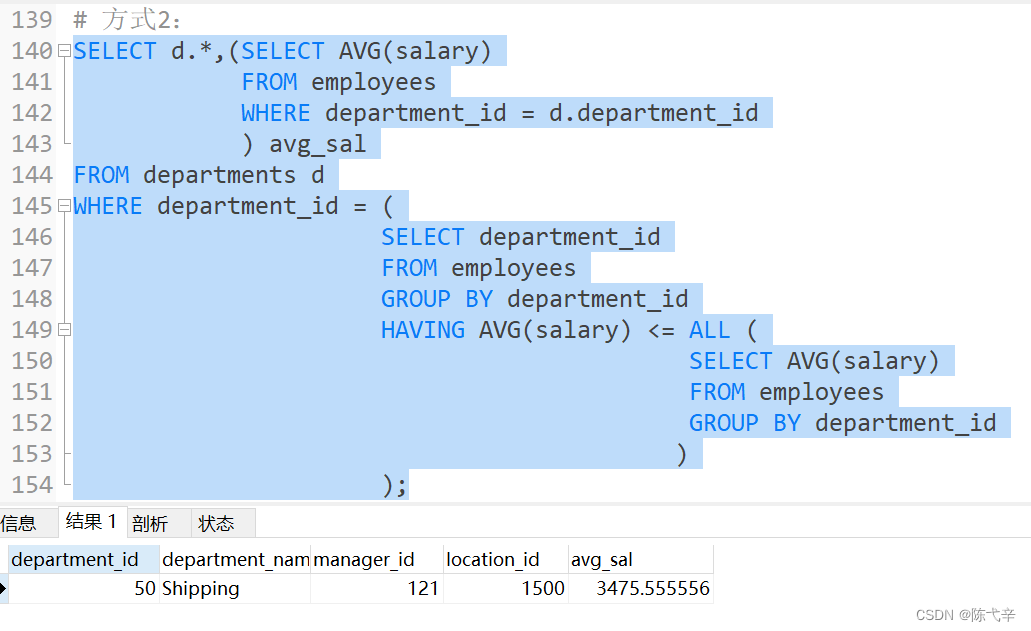 139 # 方式2：
140 SELECT d.*,(SELECT AVG(salary)
141 FROM employees
142 WHERE department_id = d.department_id
143 ) avg_sal
144 FROM departments d
145 WHERE department_id = (
146 SELECT department_id
147 FROM employees
148 GROUP BY department_id
149 HAVING AVG(salary) <= ALL (
150 SELECT AVG(salary)
151 FROM employees
152 GROUP BY department_id
153 )
154 );
信息 结果 1 剖析 状态
department_id department_nam manager_id location_id avg_sal
50 Shipping 121 1500 3475.555556
CSDN @陈弋辛